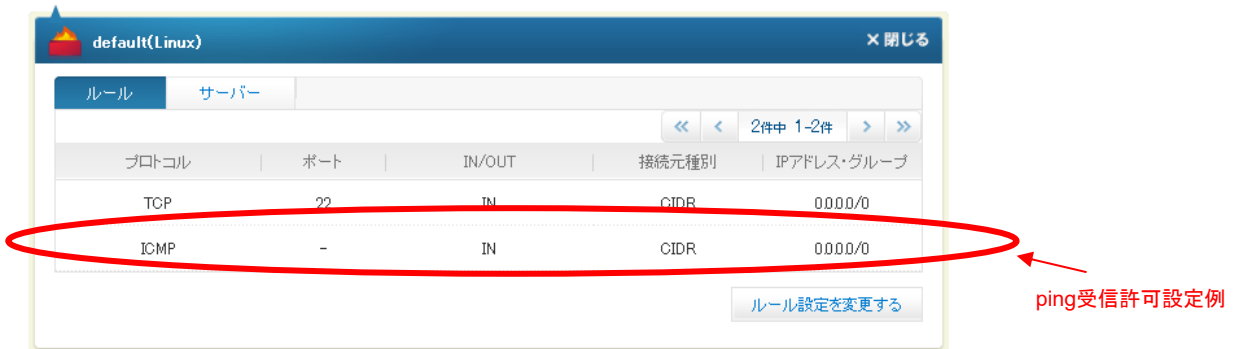 default(Linux) ×閉じる
ルール サーバー
≪ < 2件中 1-2件 > ≫
プロトコル ポート IN/OUT 接続元種別 IPアドレス・グループ
TCP 22 IN CIDR 0.0.0.0/0
ICMP - IN CIDR 0.0.0.0/0
ping受信許可設定例
ルール設定を変更する